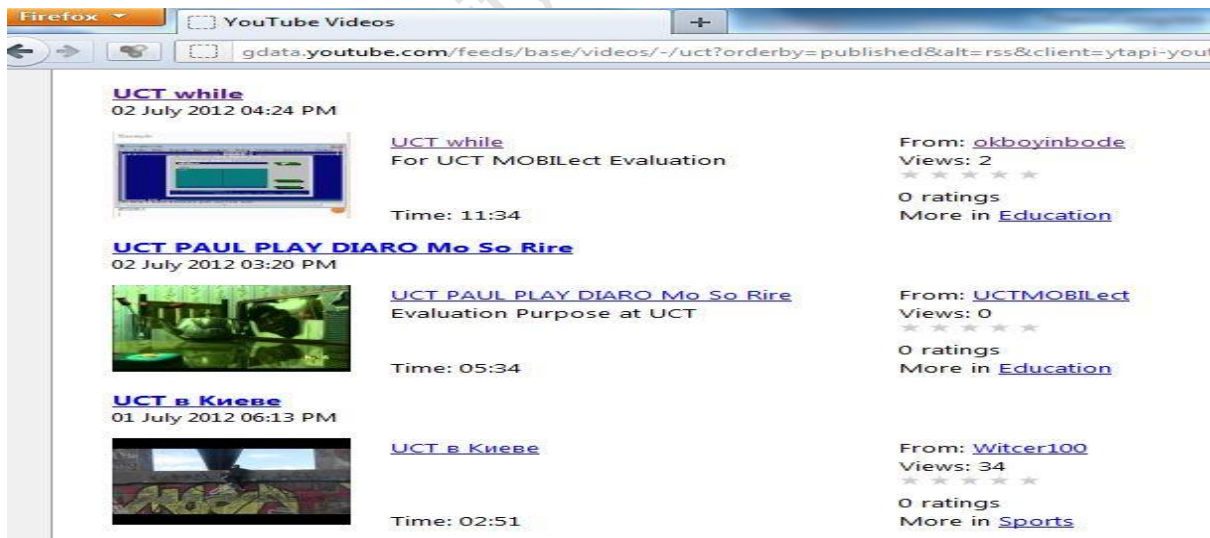 Firefox
YouTube Videos
gdata.youtube.com/feeds/base/videos/-/uct?orderby=published&alt=rss&client=ytapi-yout
UCT while
02 July 2012 04:24 PM
UCT while
For UCT MOBILect Evaluation
Time: 11:34
From: okboyinbode
Views: 2
0 ratings
More in Education
UCT PAUL PLAY DIARO Mo So Rire
02 July 2012 03:20 PM
UCT PAUL PLAY DIARO Mo So Rire
Evaluation Purpose at UCT
Time: 05:34
From: UCTMOBILect
Views: 0
0 ratings
More in Education
UCT в Киеве
01 July 2012 06:13 PM
UCT в Киеве
Time: 02:51
From: Witcer100
Views: 34
0 ratings
More in Sports